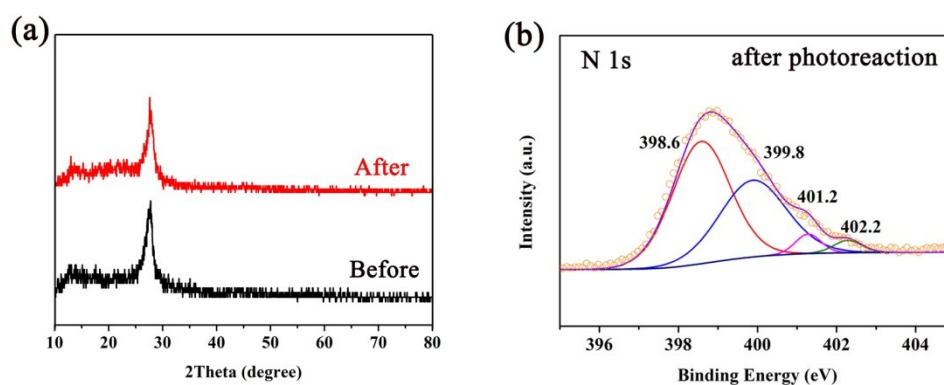 (a)
After
Before
10 20 30 40 50 60 70 80
2Theta (degree)
(b)
N 1s
after photoreaction
398.6
399.8
401.2
402.2
Intensity (a.u.)
396 398 400 402 404
Binding Energy (eV)